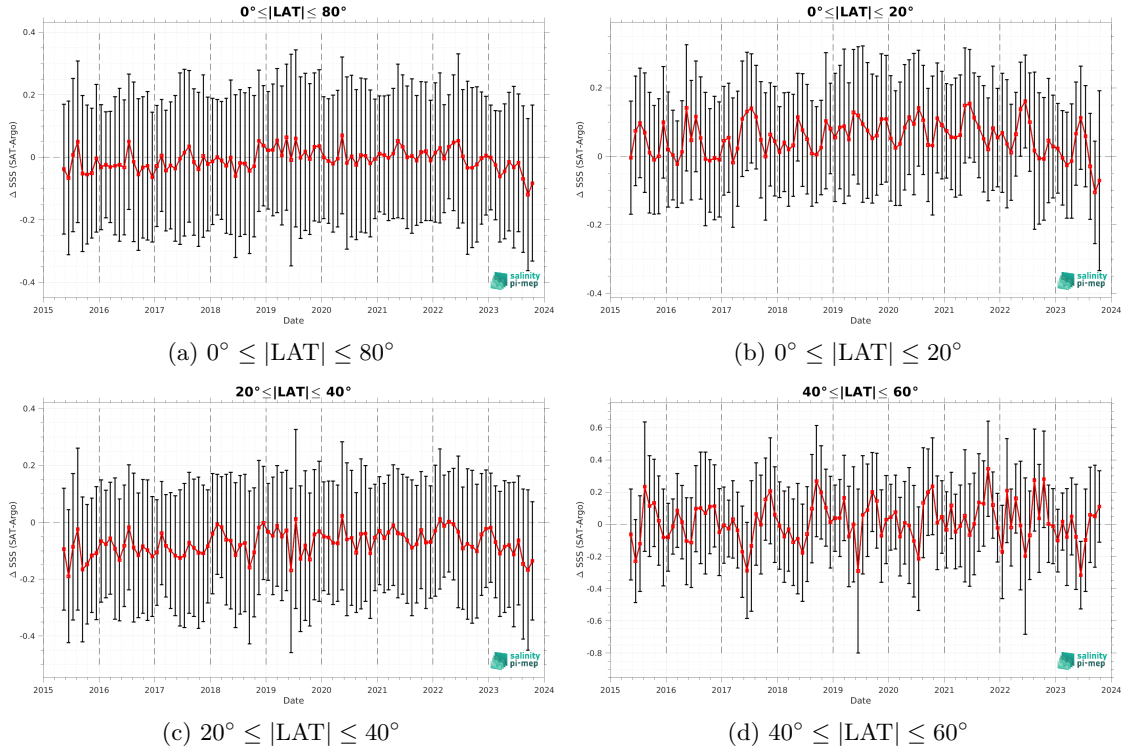 0°≤|LAT|≤ 80°
0.4
0.2
0
-0.2
-0.4
Δ SSS (SAT-Argo)
2015 2016 2017 2018 2019 2020 2021 2022 2023 2024
Date
salinity
pi-mep
(a) 0° ≤ |LAT| ≤ 80°
0°≤|LAT|≤ 20°
0.2
0
-0.2
-0.4
Δ SSS (SAT-Argo)
2015 2016 2017 2018 2019 2020 2021 2022 2023 2024
Date
salinity
pi-mep
(b) 0° ≤ |LAT| ≤ 20°
20°≤|LAT|≤ 40°
0.4
0.2
0
-0.2
-0.4
Δ SSS (SAT-Argo)
2015 2016 2017 2018 2019 2020 2021 2022 2023 2024
Date
salinity
pi-mep
(c) 20° ≤ |LAT| ≤ 40°
40°≤|LAT|≤ 60°
0.6
0.4
0.2
0
-0.2
-0.4
-0.6
-0.8
Δ SSS (SAT-Argo)
2015 2016 2017 2018 2019 2020 2021 2022 2023 2024
Date
salinity
pi-mep
(d) 40° ≤ |LAT| ≤ 60°